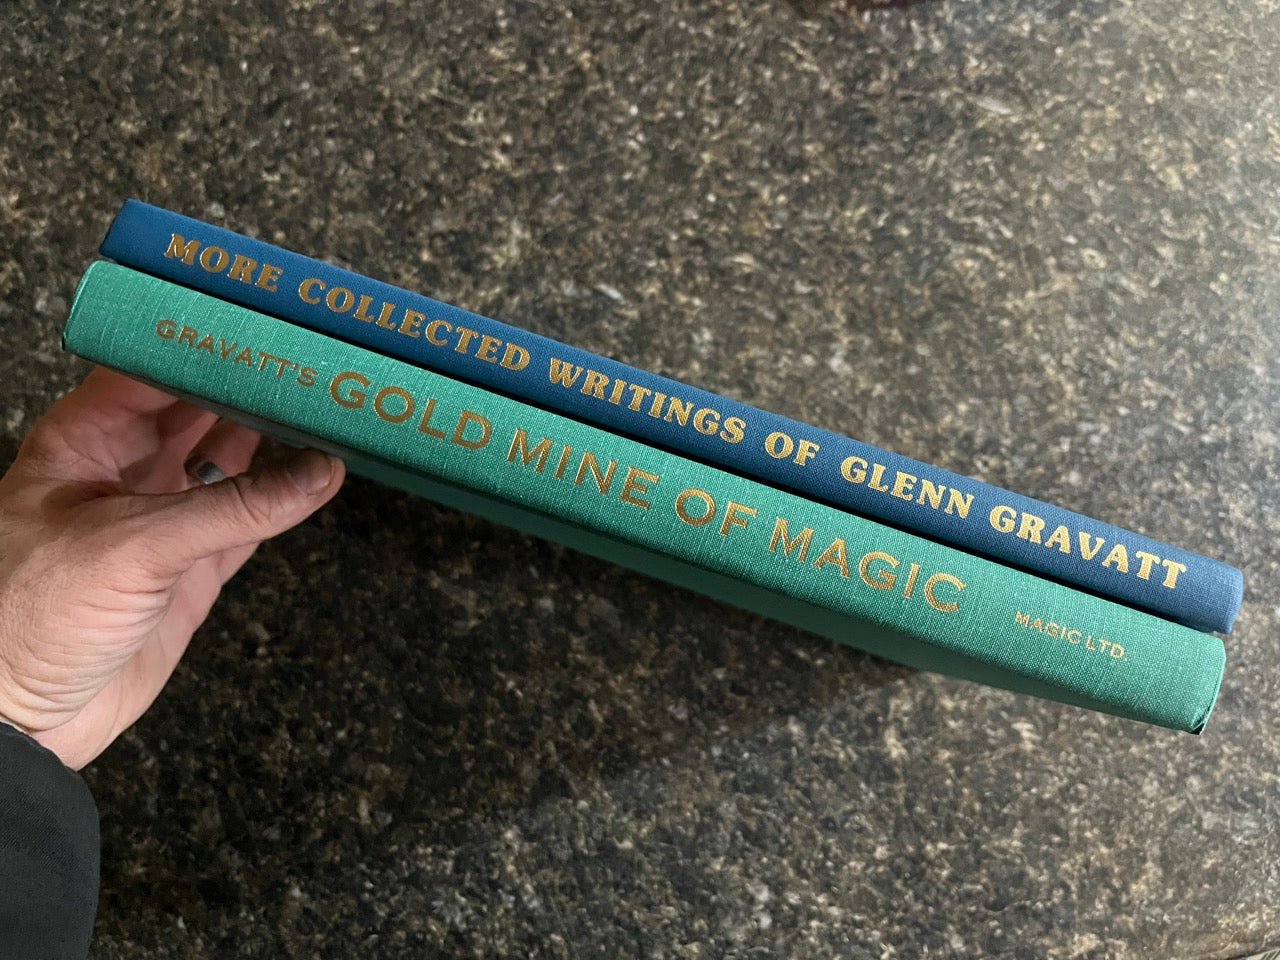 MORE COLLECTED WRITINGS OF GLENN GRAVATT
GRAVATT'S GOLD MINE OF MAGIC MAGIC LTD.